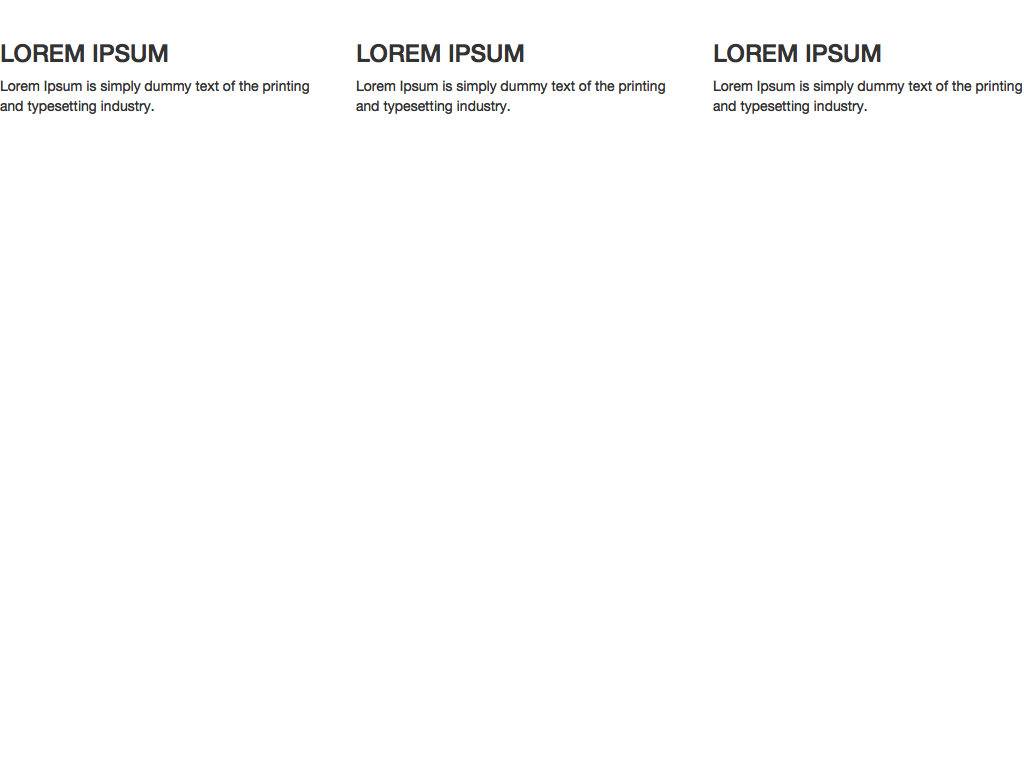 LOREM IPSUM
Lorem Ipsum is simply dummy text of the printing
and typesetting industry.
LOREM IPSUM
Lorem Ipsum is simply dummy text of the printing
and typesetting industry.
LOREM IPSUM
Lorem Ipsum is simply dummy text of the printing
and typesetting industry.